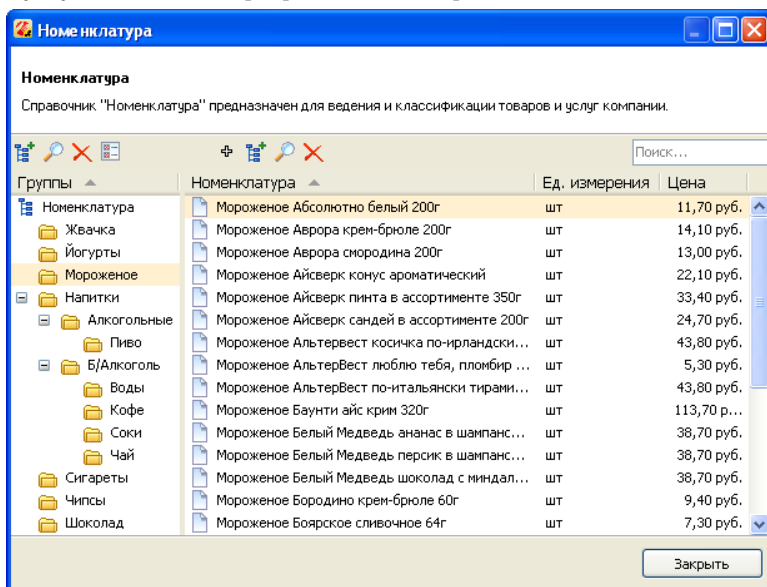 Номенклатура
Номенклатура
Справочник "Номенклатура" предназначен для ведения и классификации товаров и услуг компании.
Поиск...
Группы Номенклатура Ед. измерения Цена
Номенклатура Мороженое Абсолютно белый 200г шт 11,70 руб.
Жвачка Мороженое Аврора крем-брюле 200г шт 14,10 руб.
Йогурты Мороженое Аврора смородина 200г шт 13,00 руб.
Мороженое Мороженое Айсверк конус ароматический шт 22,10 руб.
Напитки Мороженое Айсверк пинта в ассортименте 350г шт 33,40 руб.
Алкогольные Мороженое Айсверк сандей в ассортименте 200г шт 24,70 руб.
Пиво Мороженое Альтервест косичка по-ирландски... шт 43,80 руб.
Б/Алкоголь Мороженое АльтерВест люблю тебя, пломбир ... шт 5,30 руб.
Воды Мороженое АльтерВест по-итальянски тирами... шт 43,80 руб.
Кофе Мороженое Баунти айс крим 320г шт 113,70 р...
Соки Мороженое Белый Медведь ананас в шампанс... шт 38,70 руб.
Чай Мороженое Белый Медведь персик в шампанс... шт 38,70 руб.
Сигареты Мороженое Белый Медведь шоколад с миндал... шт 38,70 руб.
Чипсы Мороженое Бородино крем-брюле 60г шт 9,40 руб.
Шоколад Мороженое Боярское сливочное 64г шт 7,30 руб.
Закрыть